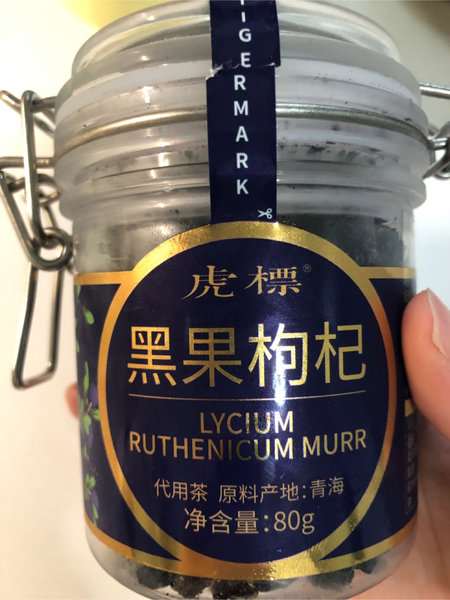 TIGERMARK
虎標®
黑果枸杞
LYCIUM
RUTHENICUM MURR
代用茶 原料产地:青海
净含量:80g